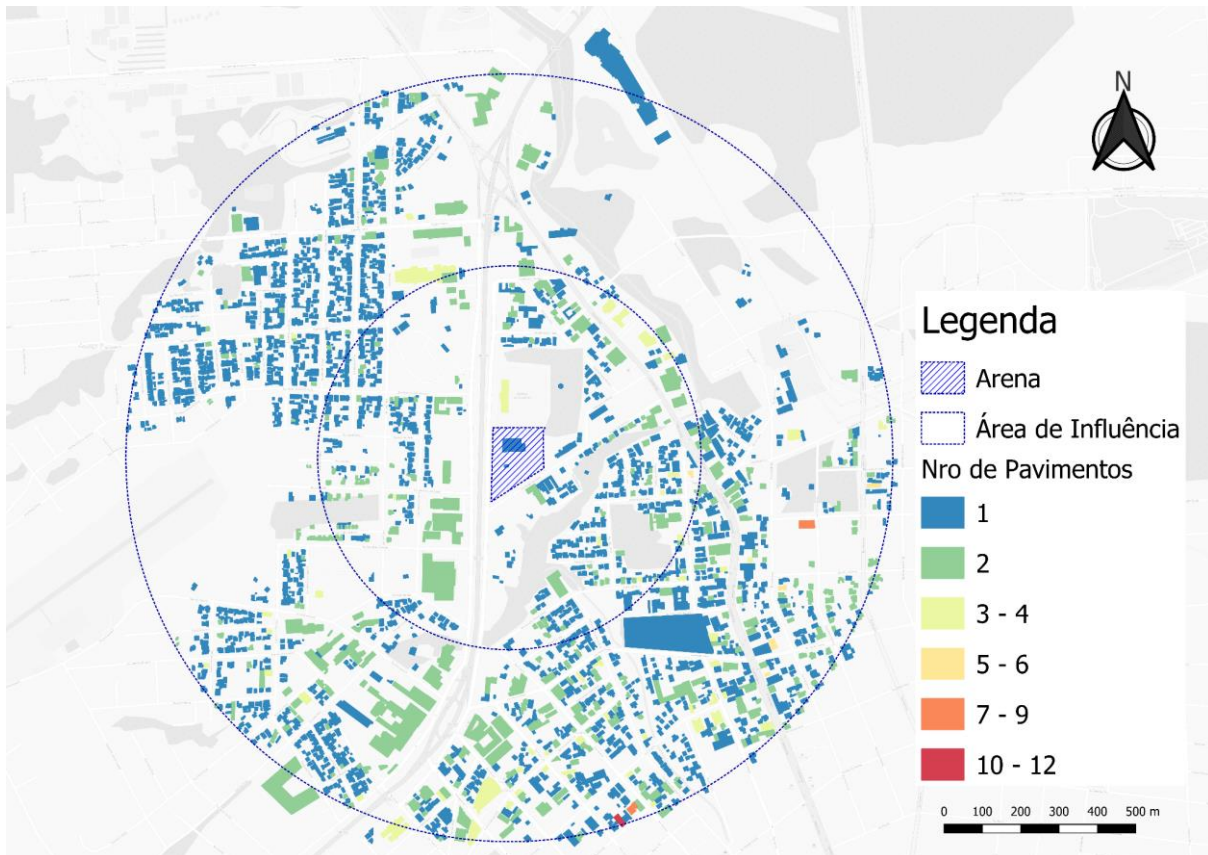 N
Legenda
Arena
Área de Influência
Nro de Pavimentos
1
2
3 - 4
5 - 6
7 - 9
10 - 12
0 100 200 300 400 500 m